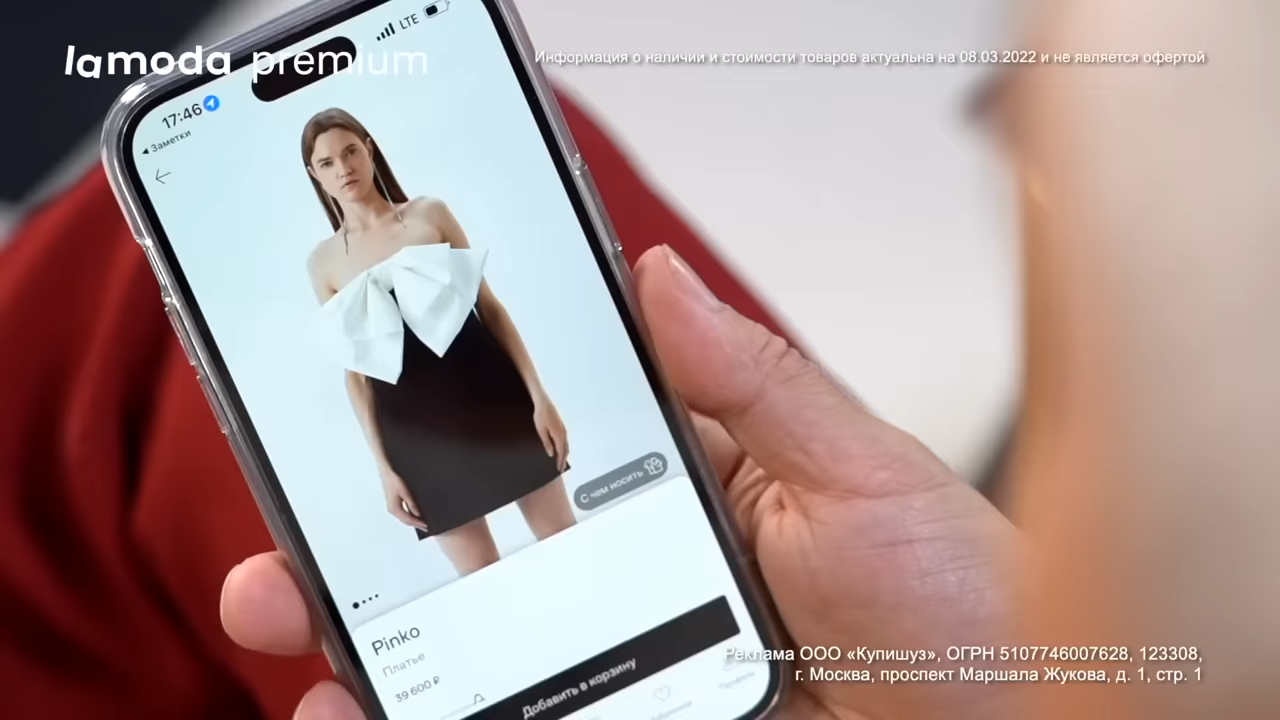 lamoda premium
Информация о наличии и стоимости товаров актуальна на 08.03.2022 и не является офертой
LTE
17:46
Заметки
С чем носить
Pinko
Платье
39 600 ₽
Добавить в корзину
Реклама ООО «Купишуз», ОГРН 5107746007628, 123308,
г. Москва, проспект Маршала Жукова, д. 1, стр. 1